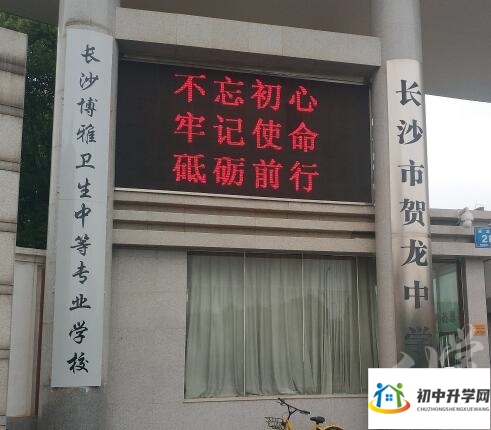 长沙博雅卫生中等专业学校
不忘初心
牢记使命
砥砺前行
长沙市贺龙中学
初中升学网
CHUZHONGSHENGXUEWANG